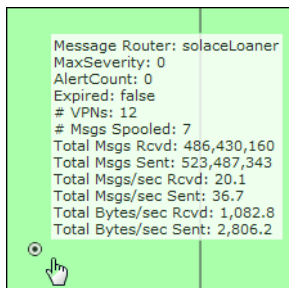 Message Router: solaceLoaner
MaxSeverity: 0
AlertCount: 0
Expired: false
# VPNs: 12
# Msgs Spooled: 7
Total Msgs Rcvd: 486,430,160
Total Msgs Sent: 523,487,343
Total Msgs/sec Rcvd: 20.1
Total Msgs/sec Sent: 36.7
Total Bytes/sec Rcvd: 1,082.8
Total Bytes/sec Sent: 2,806.2